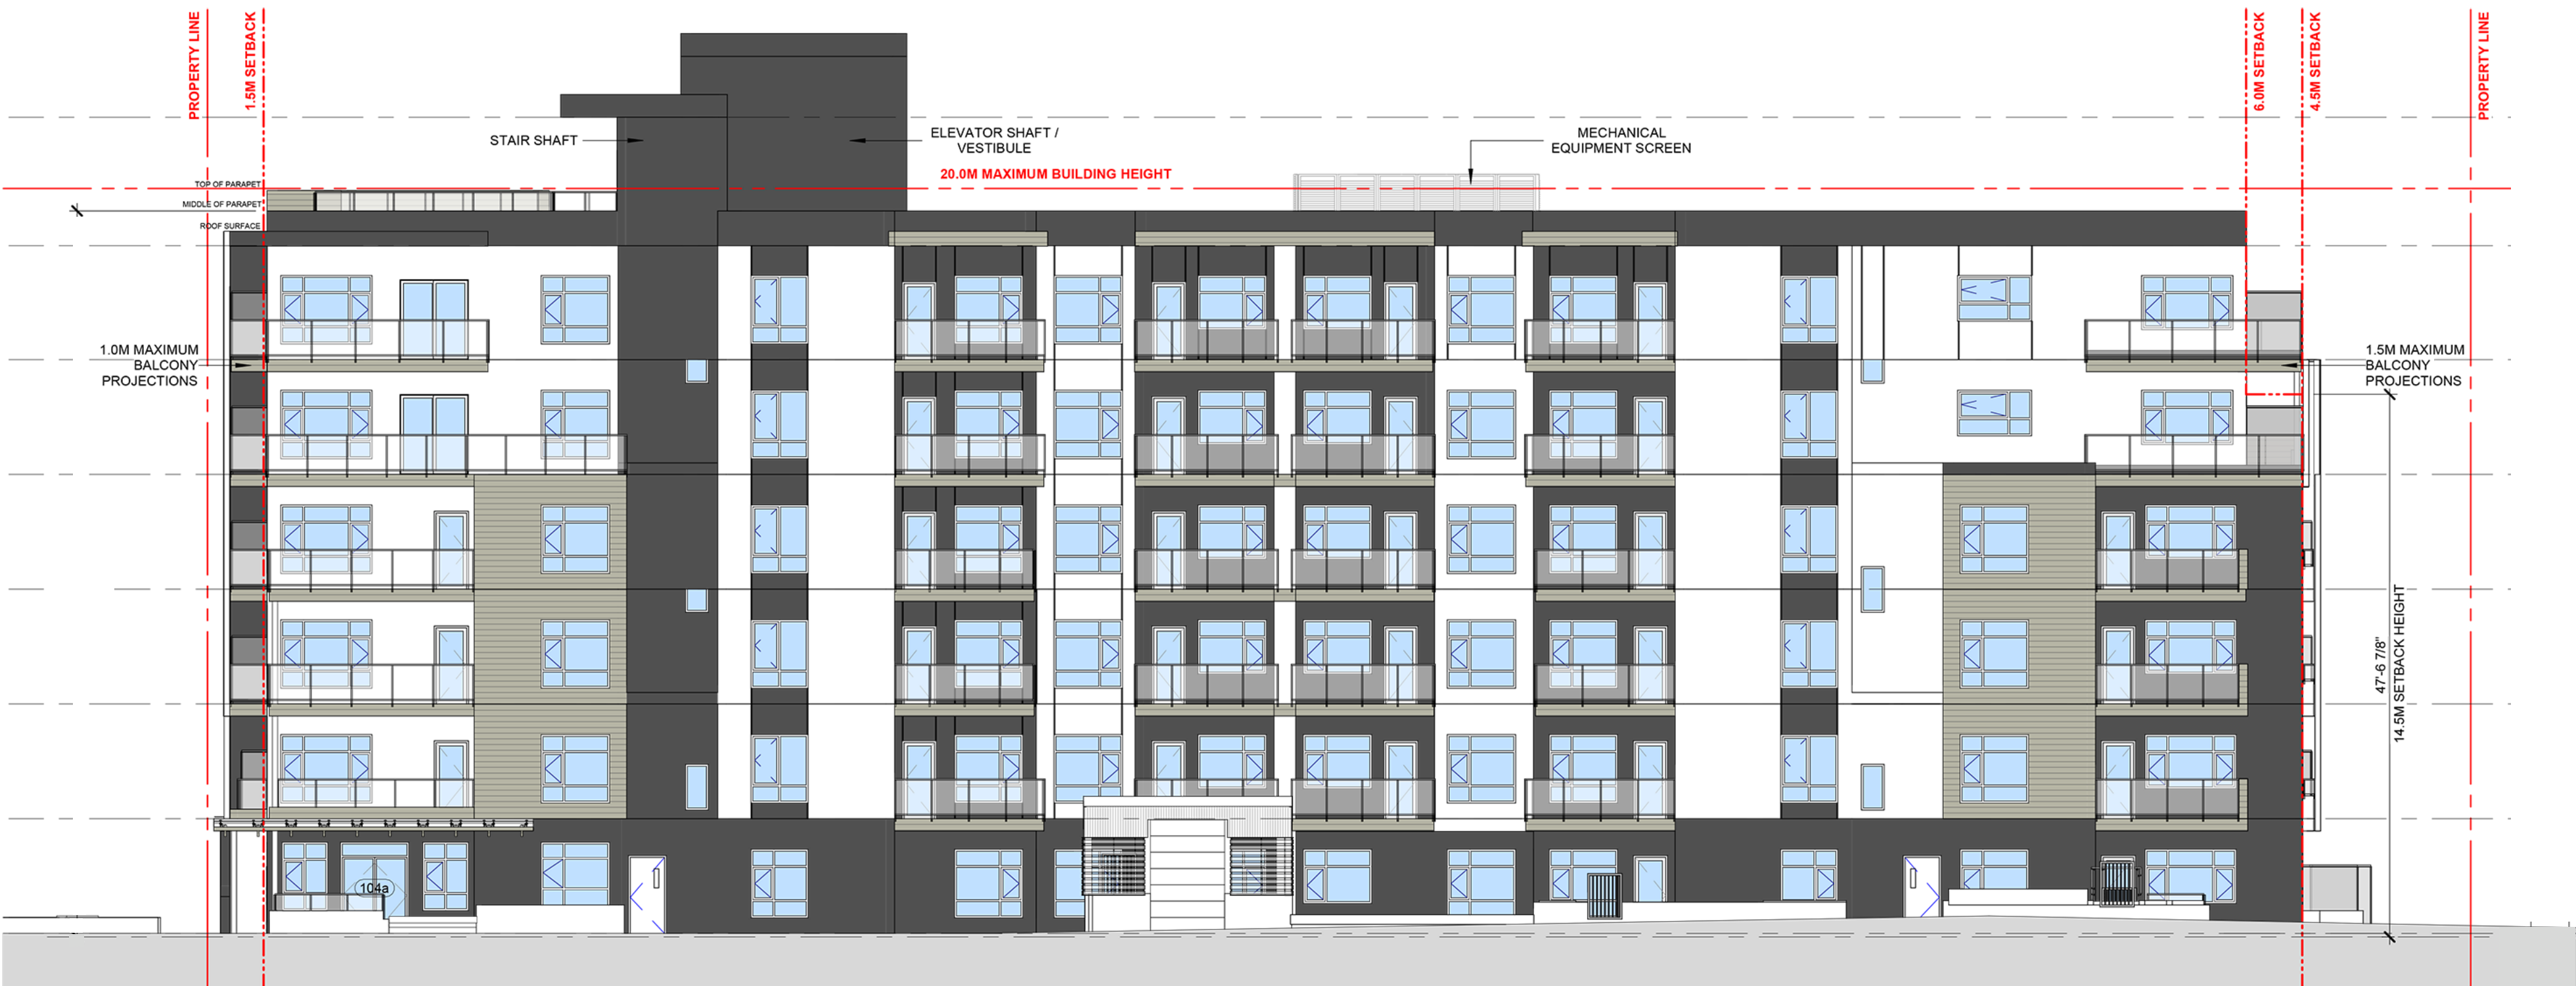 PROPERTY LINE
1.5M SETBACK
6.0M SETBACK
4.5M SETBACK
PROPERTY LINE
STAIR SHAFT
ELEVATOR SHAFT /
VESTIBULE
MECHANICAL
EQUIPMENT SCREEN
20.0M MAXIMUM BUILDING HEIGHT
TOP OF PARAPET
MIDDLE OF PARAPET
ROOF SURFACE
1.0M MAXIMUM
BALCONY
PROJECTIONS
1.5M MAXIMUM
BALCONY
PROJECTIONS
47'-6 7/8"
14.5M SETBACK HEIGHT
104a